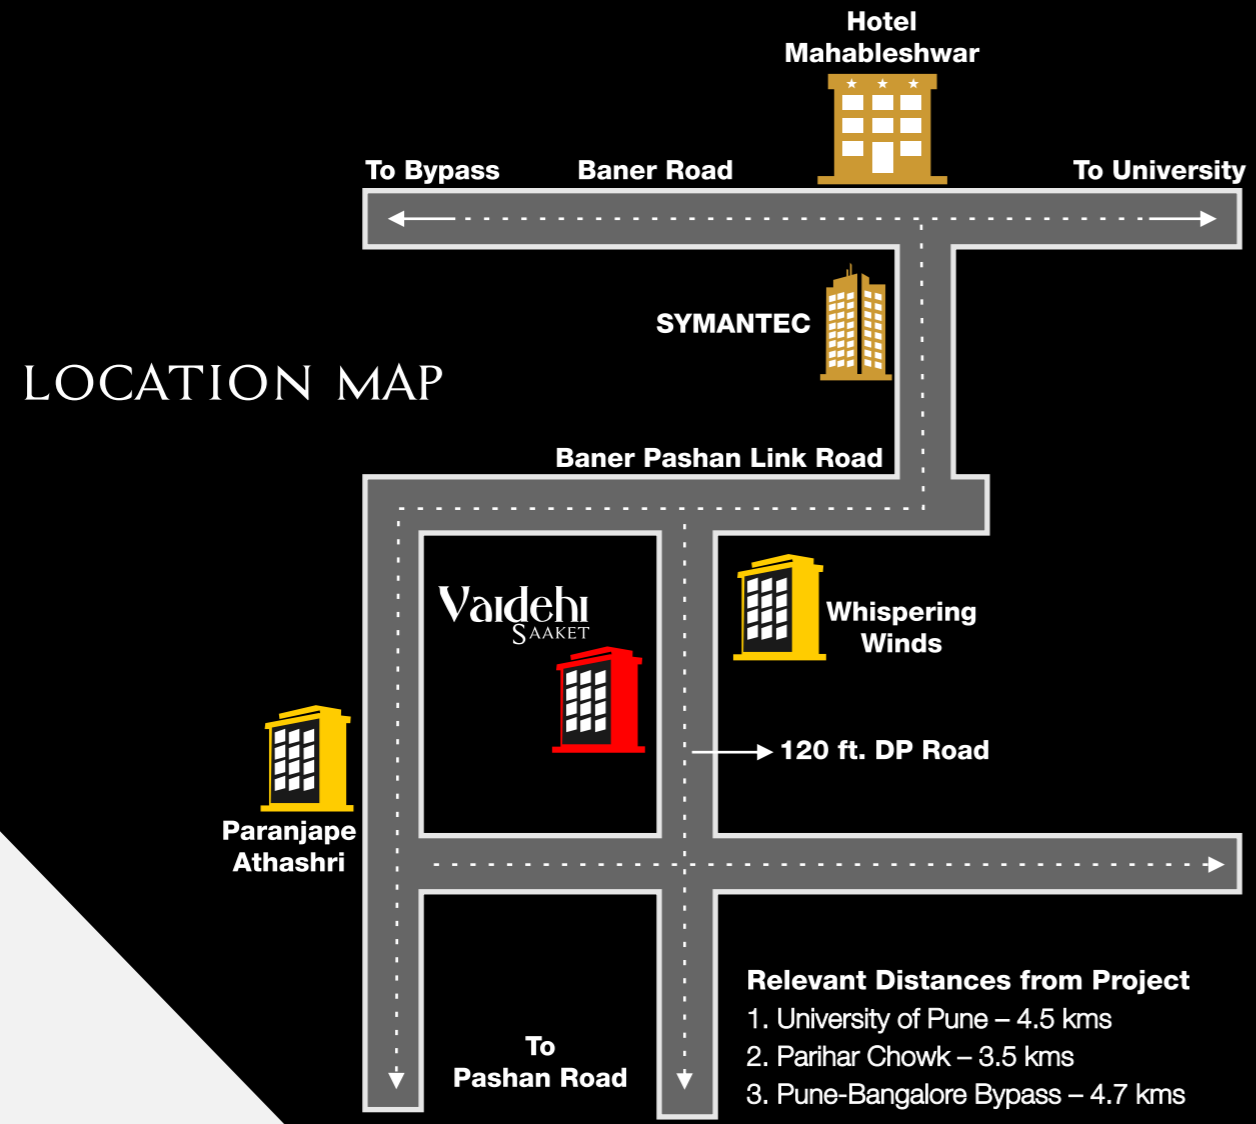 Hotel
Mahableshwar
To Bypass
Baner Road
To University
SYMANTEC
LOCATION MAP
Baner Pashan Link Road
Vaidehi
SAAKET
Whispering
Winds
120 ft. DP Road
Paranjape
Athashri
Relevant Distances from Project
1. University of Pune – 4.5 kms
2. Parihar Chowk – 3.5 kms
3. Pune-Bangalore Bypass – 4.7 kms
To
Pashan Road